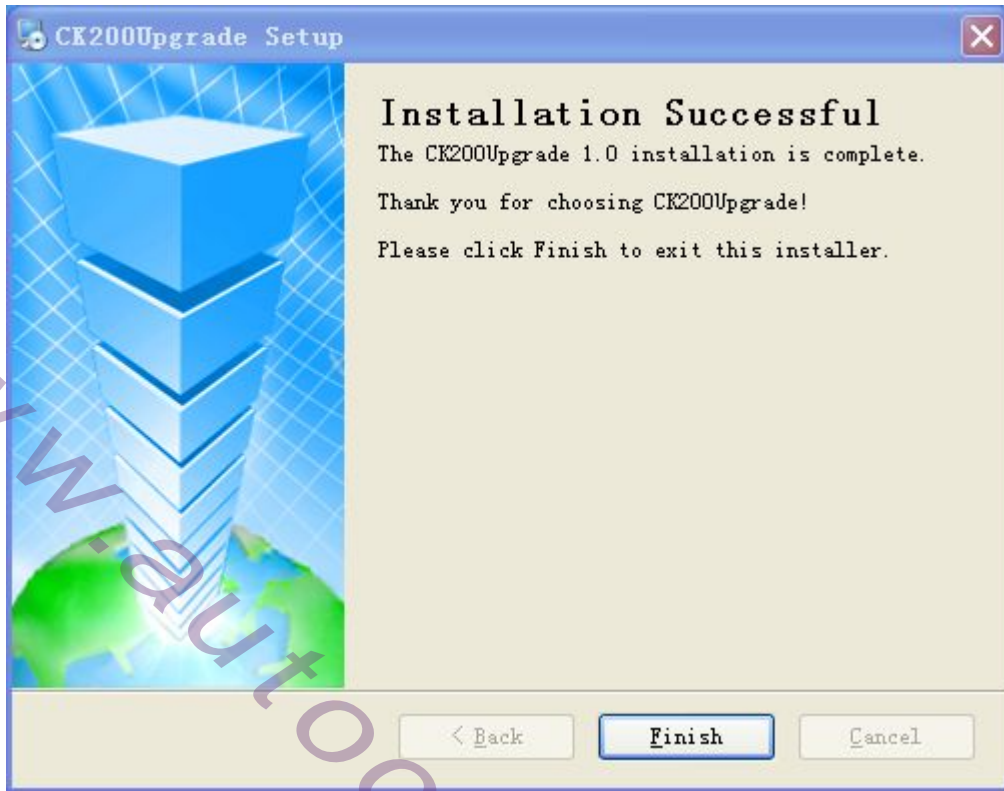 CK200Upgrade Setup
Installation Successful
The CK200Upgrade 1.0 installation is complete.
Thank you for choosing CK200Upgrade!
Please click Finish to exit this installer.
< Back
Finish
Cancel
w.auto